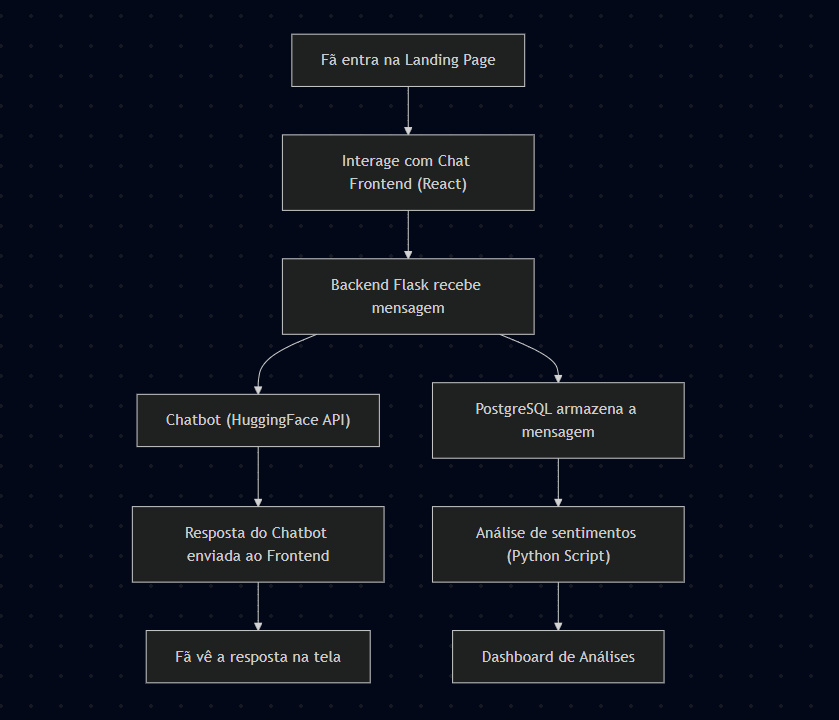 Fã entra na Landing Page
Interage com Chat
Frontend (React)
Backend Flask recebe
mensagem
Chatbot (HuggingFace API)
PostgreSQL armazena a
mensagem
Resposta do Chatbot
enviada ao Frontend
Análise de sentimentos
(Python Script)
Fã vê a resposta na tela
Dashboard de Análises